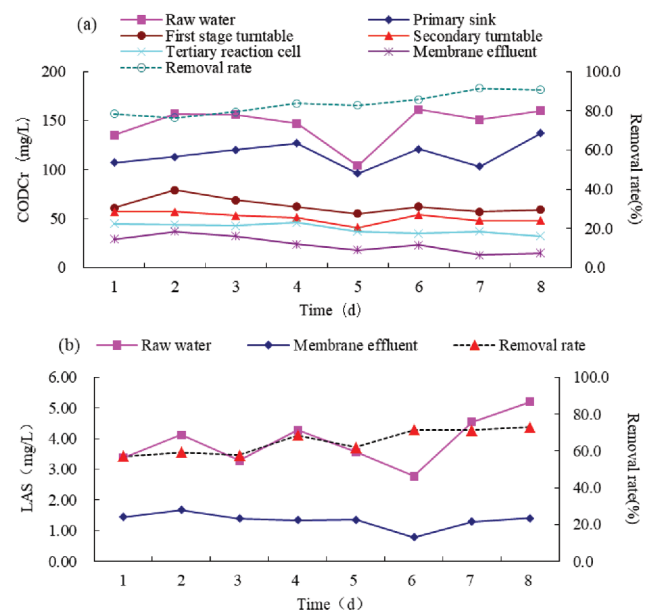 (a)
Raw water Primary sink
First stage turntable Secondary turntable
Tertiary reaction cell Membrane effluent
Removal rate
200 100.0
150 80.0
100 60.0
50 40.0
0 20.0
0.0
CODCr (mg/L)
Removal rate(%)
1 2 3 4 5 6 7 8
Time (d)
(b) Raw water Membrane effluent Removal rate
6.00 100.0
5.00 80.0
4.00 60.0
3.00 40.0
2.00 20.0
1.00 0.0
0.00
LAS (mg/L)
Removal rate(%)
1 2 3 4 5 6 7 8
Time (d)